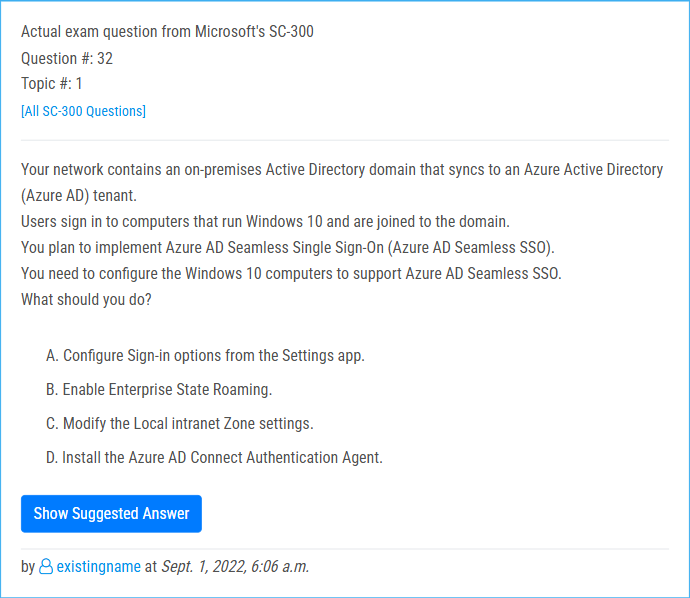 Actual exam question from Microsoft's SC-300
Question #: 32
Topic #: 1
[All SC-300 Questions]
Your network contains an on-premises Active Directory domain that syncs to an Azure Active Directory
(Azure AD) tenant.
Users sign in to computers that run Windows 10 and are joined to the domain.
You plan to implement Azure AD Seamless Single Sign-On (Azure AD Seamless SSO).
You need to configure the Windows 10 computers to support Azure AD Seamless SSO.
What should you do?
A. Configure Sign-in options from the Settings app.
B. Enable Enterprise State Roaming.
C. Modify the Local intranet Zone settings.
D. Install the Azure AD Connect Authentication Agent.
Show Suggested Answer
by existingname at Sept. 1, 2022, 6:06 a.m.